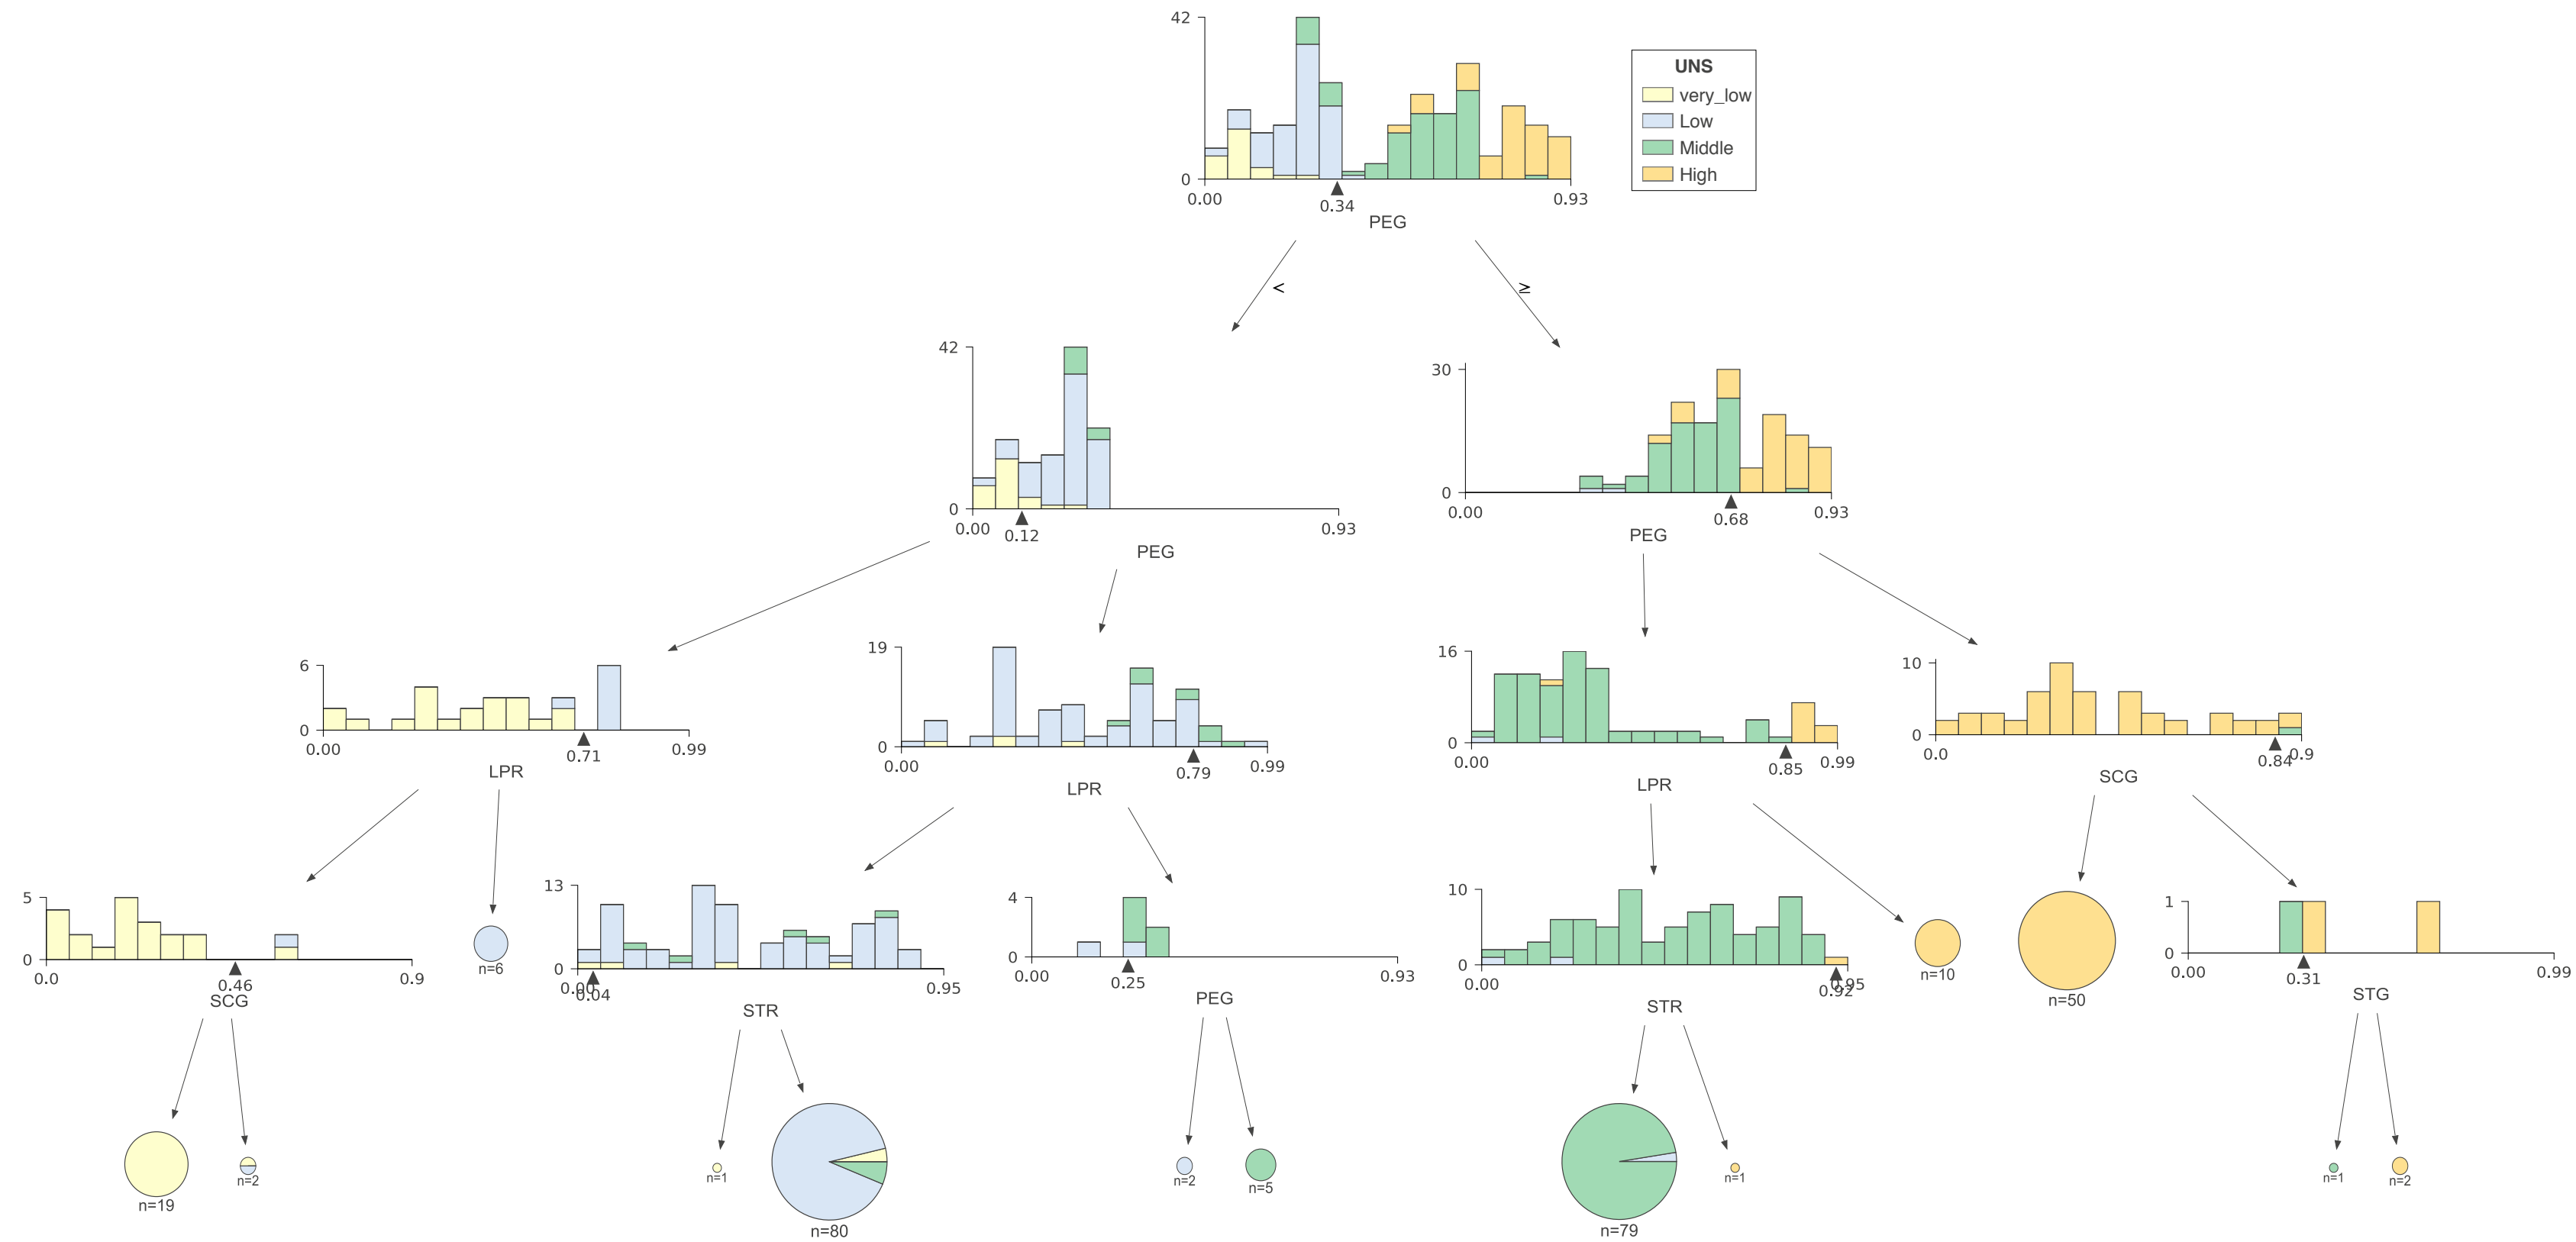 42
0
0.00
0.34
0.93
PEG
UNS
very_low
Low
Middle
High
<
≥
42
0
0.00
0.12
0.93
PEG
30
0
0.00
0.68
0.93
PEG
6
0
0.00
0.71
0.99
LPR
19
0
0.00
0.79
0.99
LPR
16
0
0.00
0.85
0.99
LPR
10
0
0.0
0.84
0.9
SCG
5
0
0.0
0.46
0.9
SCG
n=6
13
0
0.00
0.04
0.95
STR
4
0
0.00
0.25
0.93
PEG
10
0
0.00
0.92
0.95
STR
n=10
n=50
1
0
0.00
0.31
0.99
STG
n=19
n=2
n=1
n=80
n=2
n=5
n=79
n=1
n=1
n=2